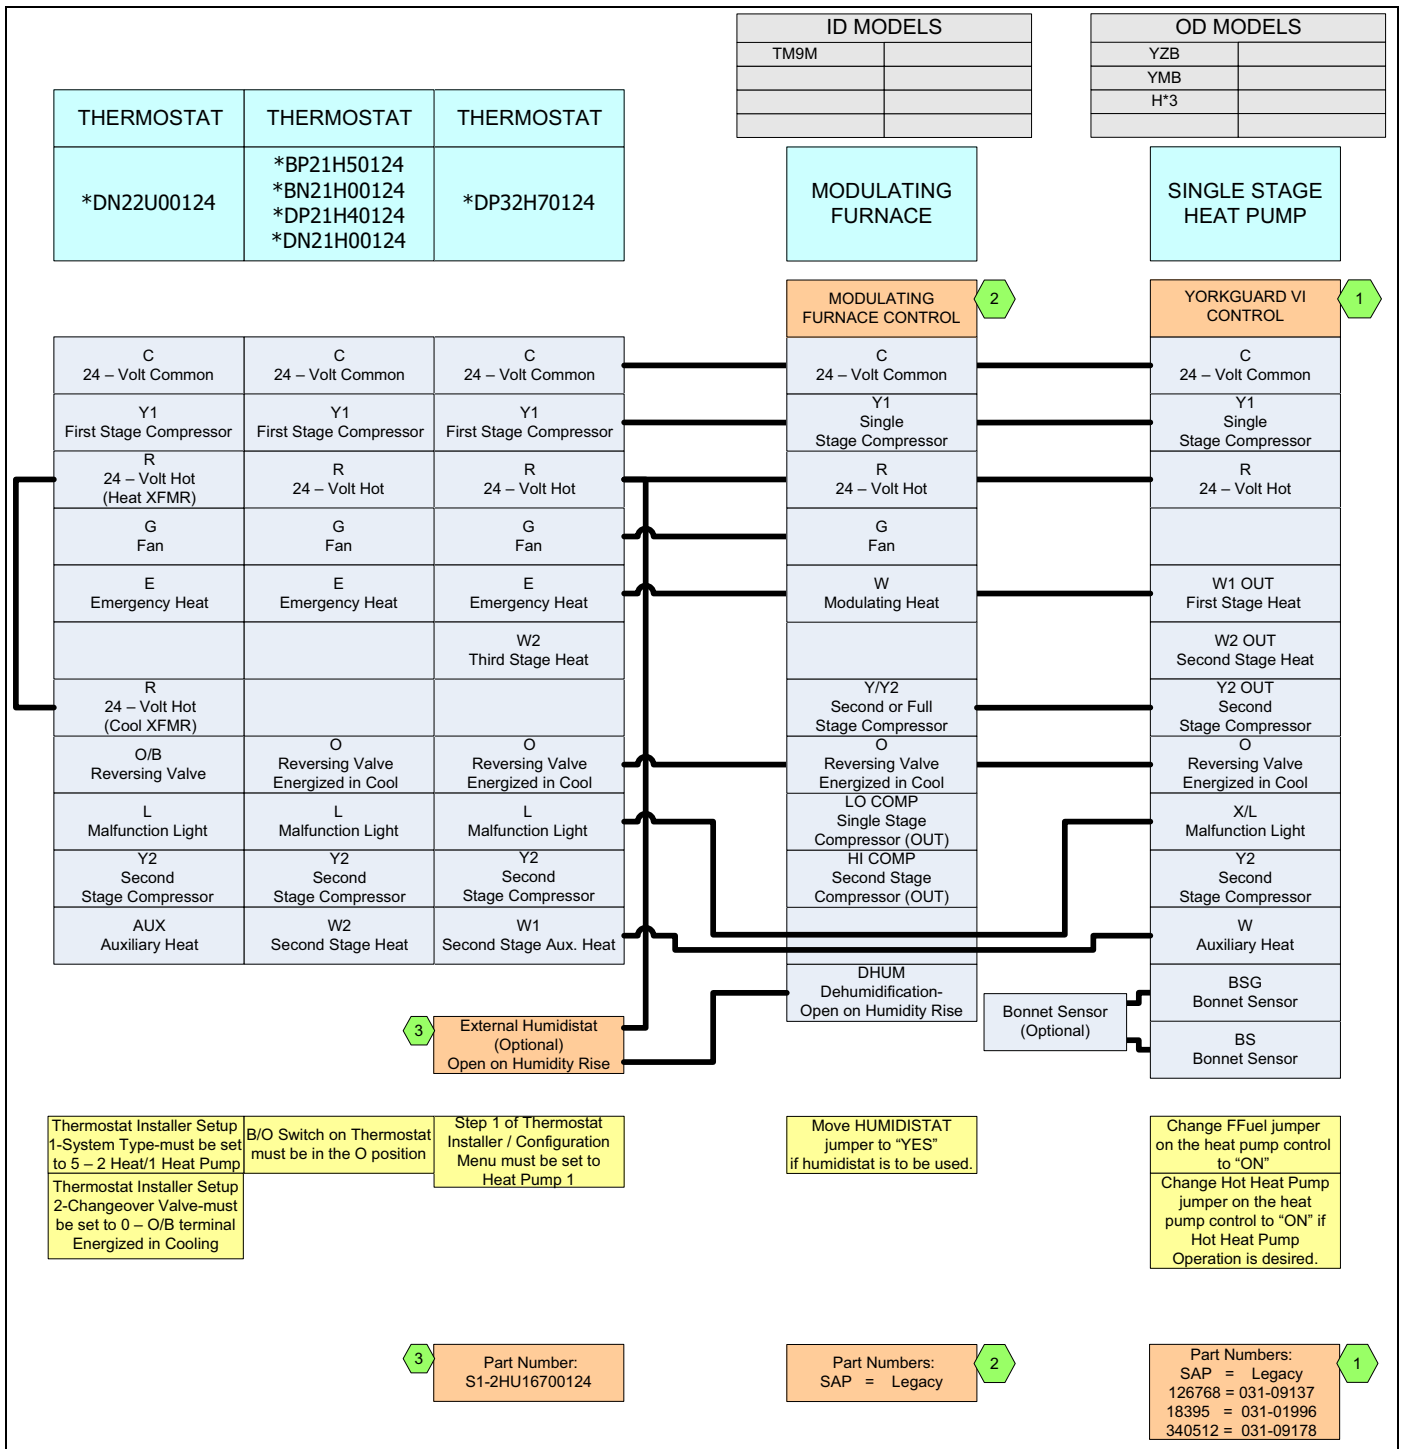 ID MODELS
TM9M
OD MODELS
YZB
YMB
H*3
THERMOSTAT
THERMOSTAT
THERMOSTAT
*DN22U00124
*BP21H50124
*BN21H00124
*DP21H40124
*DN21H00124
*DP32H70124
MODULATING
FURNACE
SINGLE STAGE
HEAT PUMP
MODULATING
FURNACE CONTROL
2
YORKGUARD VI
CONTROL
1
C
24 – Volt Common
C
24 – Volt Common
C
24 – Volt Common
C
24 – Volt Common
C
24 – Volt Common
Y1
First Stage Compressor
Y1
First Stage Compressor
Y1
First Stage Compressor
Y1
Single
Stage Compressor
Y1
Single
Stage Compressor
R
24 – Volt Hot
(Heat XFMR)
R
24 – Volt Hot
R
24 – Volt Hot
R
24 – Volt Hot
R
24 – Volt Hot
G
Fan
G
Fan
G
Fan
G
Fan
E
Emergency Heat
E
Emergency Heat
E
Emergency Heat
W
Modulating Heat
W1 OUT
First Stage Heat
W2
Third Stage Heat
W2 OUT
Second Stage Heat
R
24 – Volt Hot
(Cool XFMR)
Y/Y2
Second or Full
Stage Compressor
Y2 OUT
Second
Stage Compressor
O/B
Reversing Valve
O
Reversing Valve
Energized in Cool
O
Reversing Valve
Energized in Cool
O
Reversing Valve
Energized in Cool
O
Reversing Valve
Energized in Cool
L
Malfunction Light
L
Malfunction Light
L
Malfunction Light
LO COMP
Single Stage
Compressor (OUT)
X/L
Malfunction Light
Y2
Second
Stage Compressor
Y2
Second
Stage Compressor
Y2
Second
Stage Compressor
HI COMP
Second Stage
Compressor (OUT)
Y2
Second
Stage Compressor
AUX
Auxiliary Heat
W2
Second Stage Heat
W1
Second Stage Aux. Heat
W
Auxiliary Heat
DHUM
Dehumidification-
Open on Humidity Rise
Bonnet Sensor
(Optional)
BSG
Bonnet Sensor
BS
Bonnet Sensor
3
External Humidistat
(Optional)
Open on Humidity Rise
Thermostat Installer Setup
1-System Type-must be set
to 5 – 2 Heat/1 Heat Pump
B/O Switch on Thermostat
must be in the O position
Step 1 of Thermostat
Installer / Configuration
Menu must be set to
Heat Pump 1
Move HUMIDISTAT
jumper to “YES”
if humidistat is to be used.
Change FFuel jumper
on the heat pump control
to “ON”
Thermostat Installer Setup
2-Changeover Valve-must
be set to 0 – O/B terminal
Energized in Cooling
Change Hot Heat Pump
jumper on the heat
pump control to “ON” if
Hot Heat Pump
Operation is desired.
3
Part Number:
S1-2HU16700124
Part Numbers:
SAP = Legacy
2
Part Numbers:
SAP = Legacy
126768 = 031-09137
18395 = 031-01996
340512 = 031-09178
1